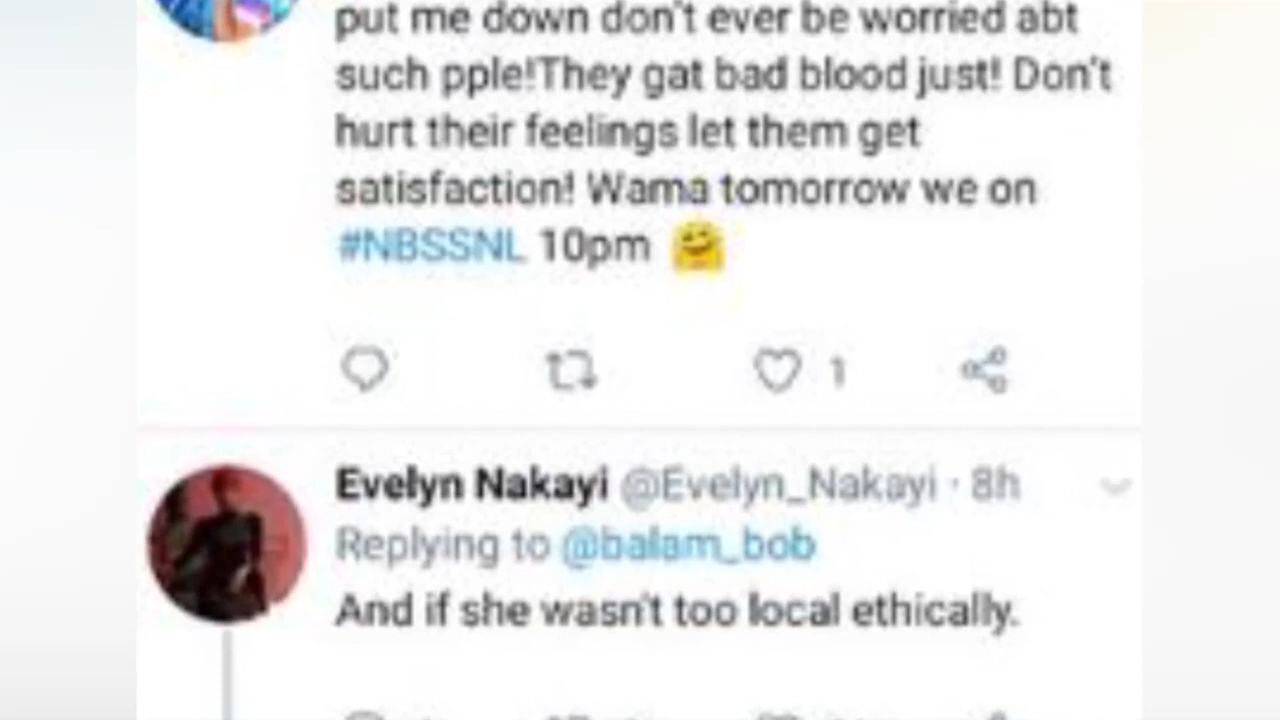 put me down don't ever be worried abt
such pple!They gat bad blood just! Don't
hurt their feelings let them get
satisfaction! Wama tomorrow we on
#NBSSNL 10pm 🤗
1
Evelyn Nakayi @Evelyn_Nakayi · 8h
Replying to @balam_bob
And if she wasn't too local ethically.